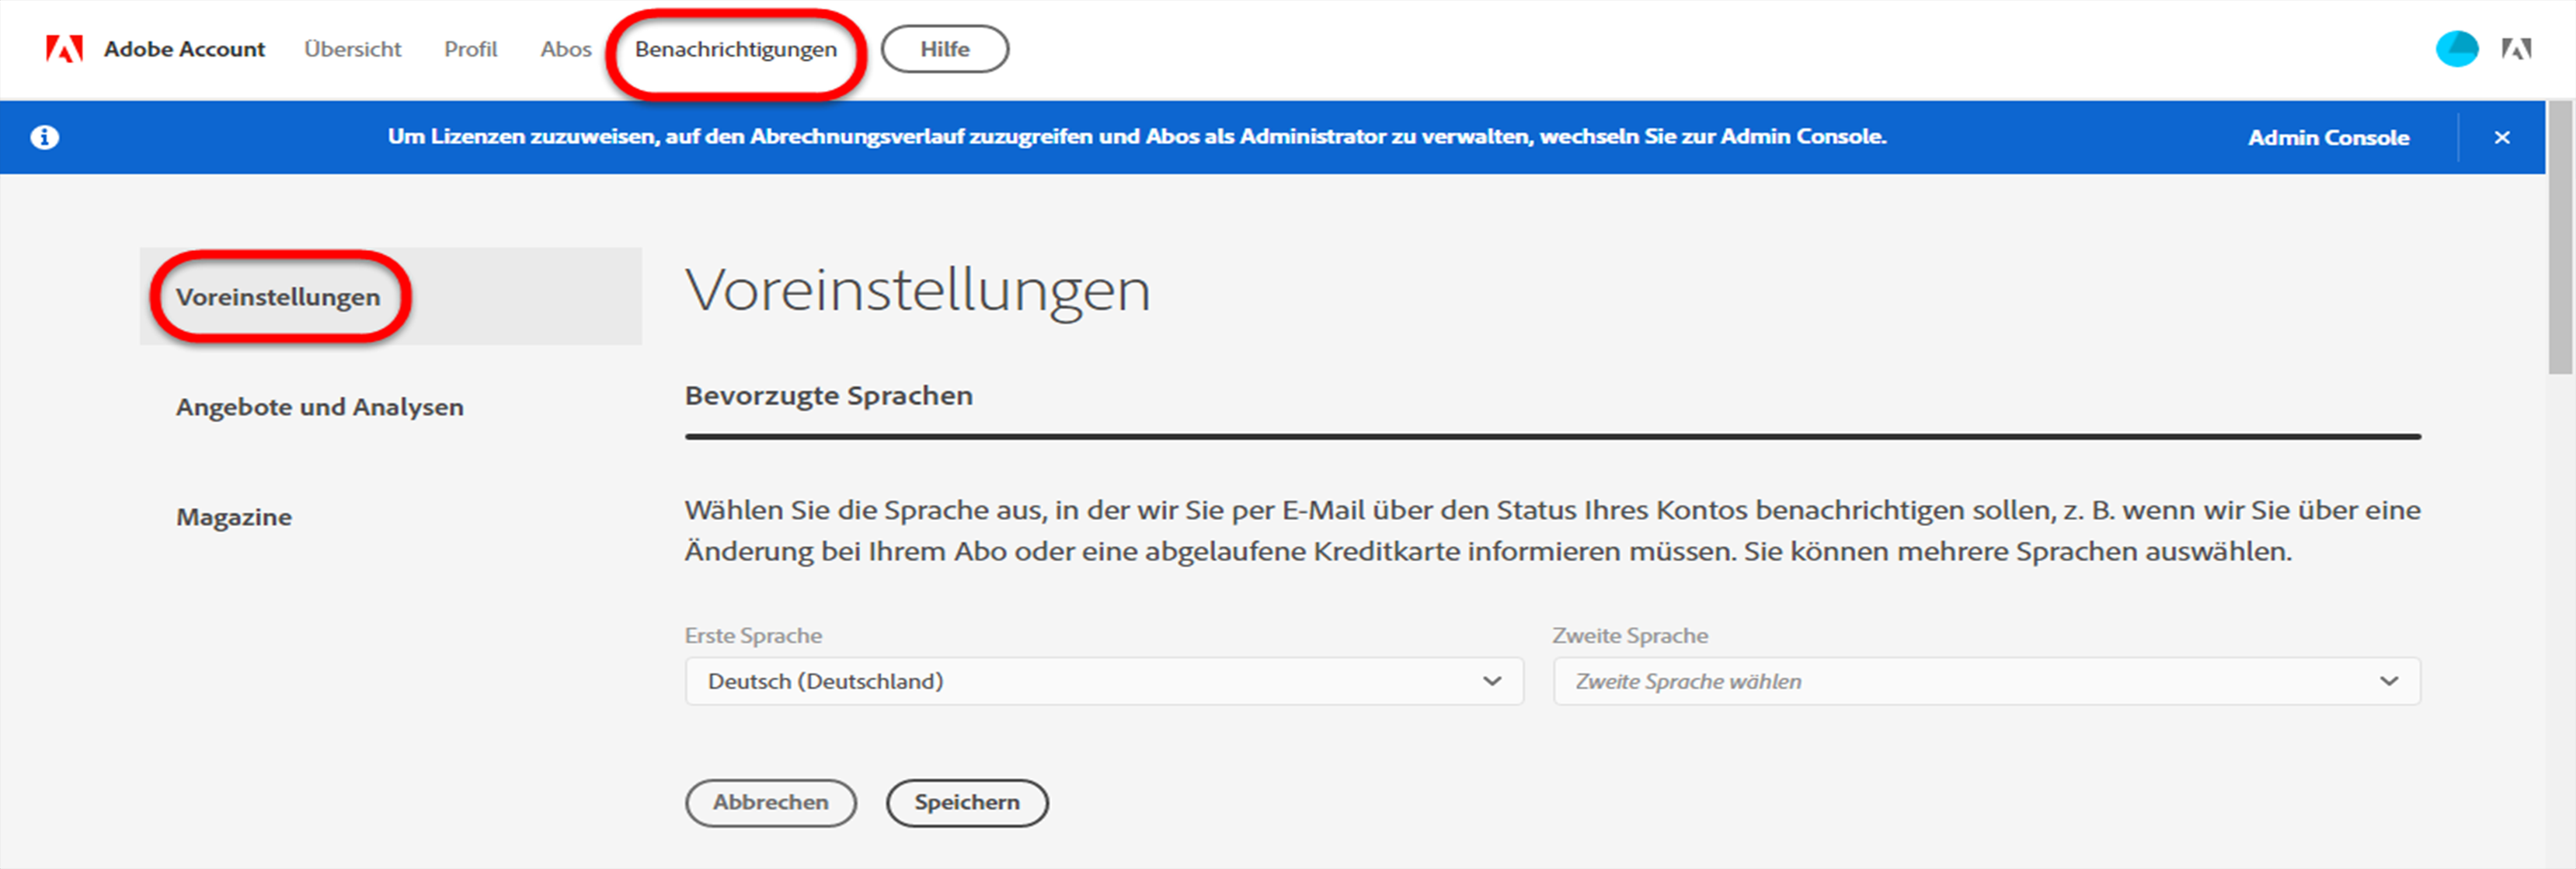 Adobe Account Übersicht Profil Abos Benachrichtigungen Hilfe
Um Lizenzen zuzuweisen, auf den Abrechnungsverlauf zuzugreifen und Abos als Administrator zu verwalten, wechseln Sie zur Admin Console. Admin Console
Voreinstellungen
Angebote und Analysen
Magazine
Voreinstellungen
Bevorzugte Sprachen
Wählen Sie die Sprache aus, in der wir Sie per E-Mail über den Status Ihres Kontos benachrichtigen sollen, z. B. wenn wir Sie über eine
Änderung bei Ihrem Abo oder eine abgelaufene Kreditkarte informieren müssen. Sie können mehrere Sprachen auswählen.
Erste Sprache Zweite Sprache
Deutsch (Deutschland) Zweite Sprache wählen
Abbrechen Speichern